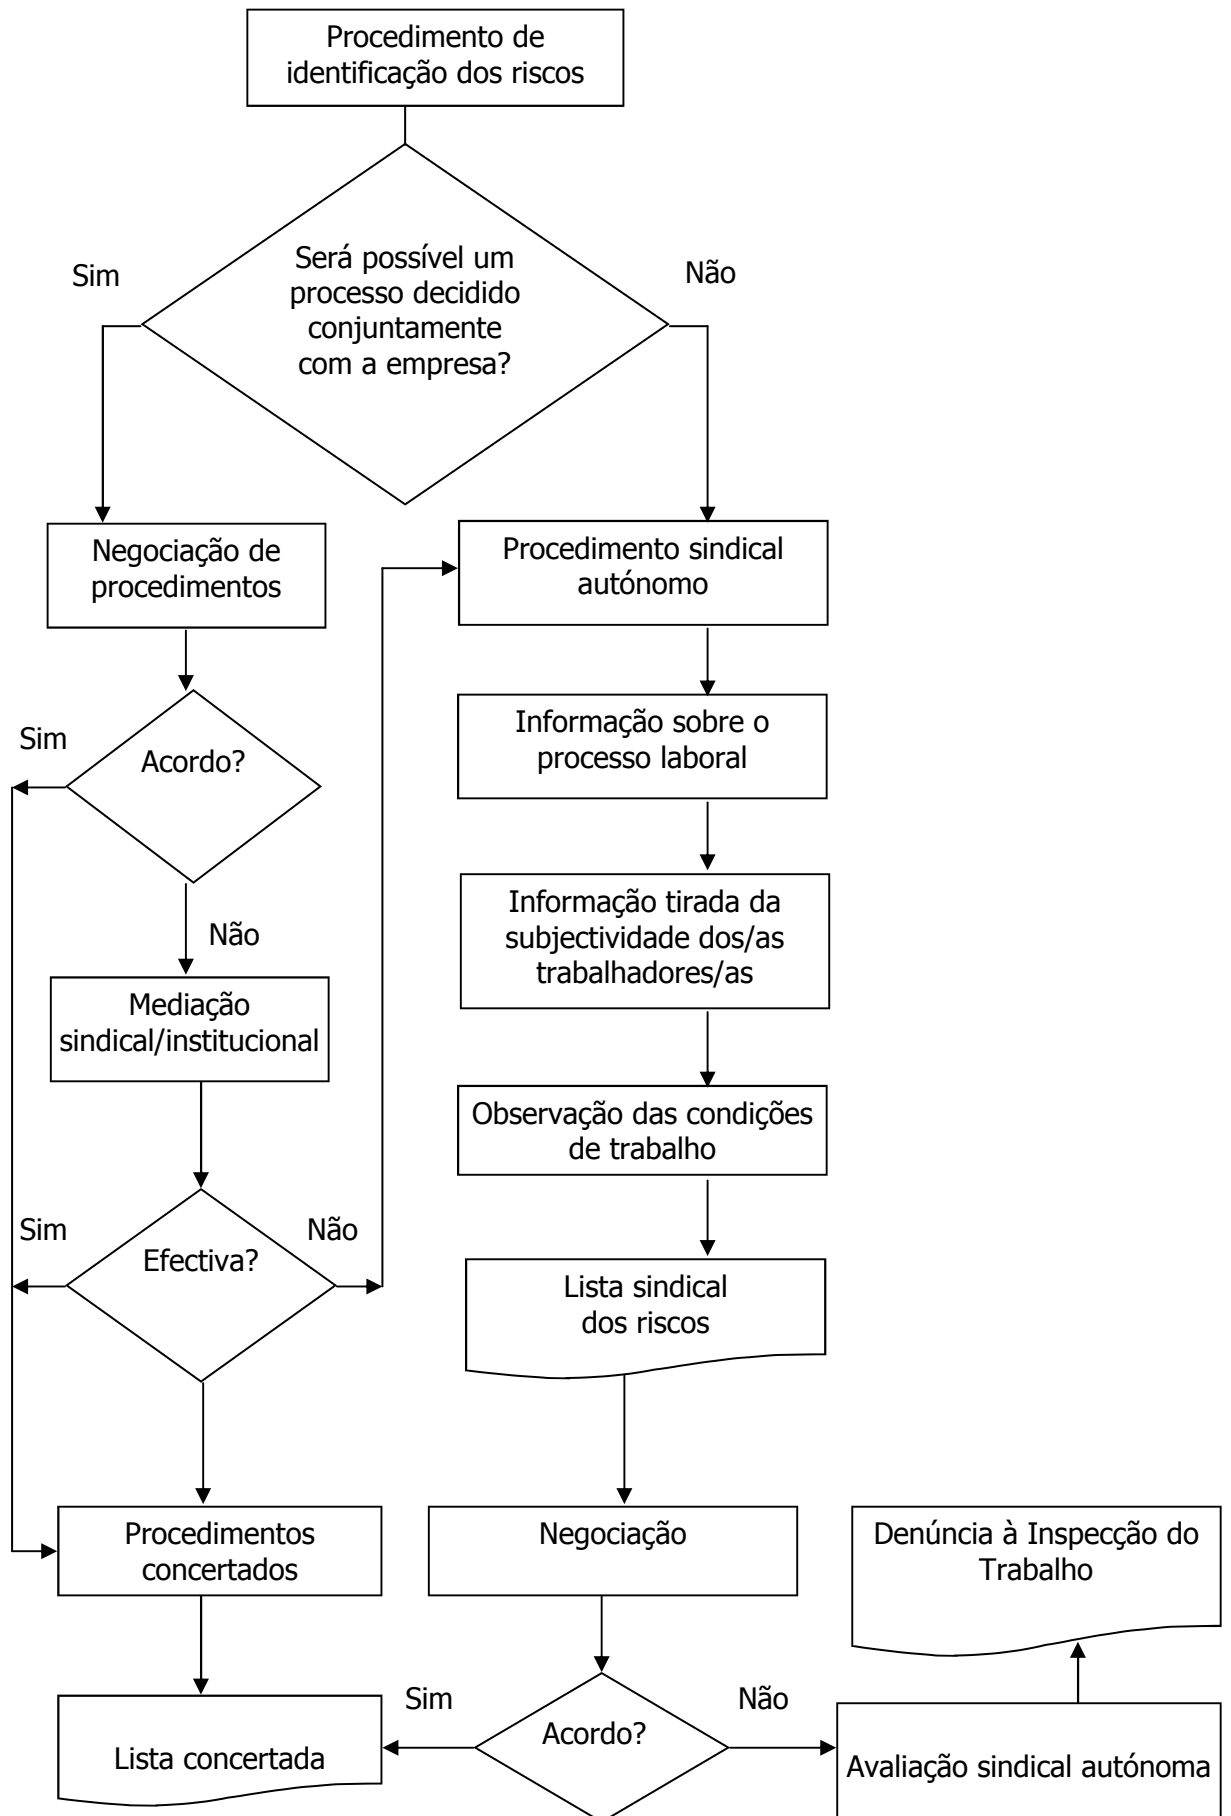 Procedimento de
identificação dos riscos
Será possível um
processo decidido
conjuntamente
com a empresa?
Sim
Não
Negociação de
procedimentos
Procedimento sindical
autónomo
Informação sobre o
processo laboral
Sim
Acordo?
Informação tirada da
subjectividade dos/as
trabalhadores/as
Não
Mediação
sindical/institucional
Observação das condições
de trabalho
Sim
Efectiva?
Não
Lista sindical
dos riscos
Procedimentos
concertados
Negociação
Denúncia à Inspecção do
Trabalho
Sim
Não
Acordo?
Lista concertada
Avaliação sindical autónoma